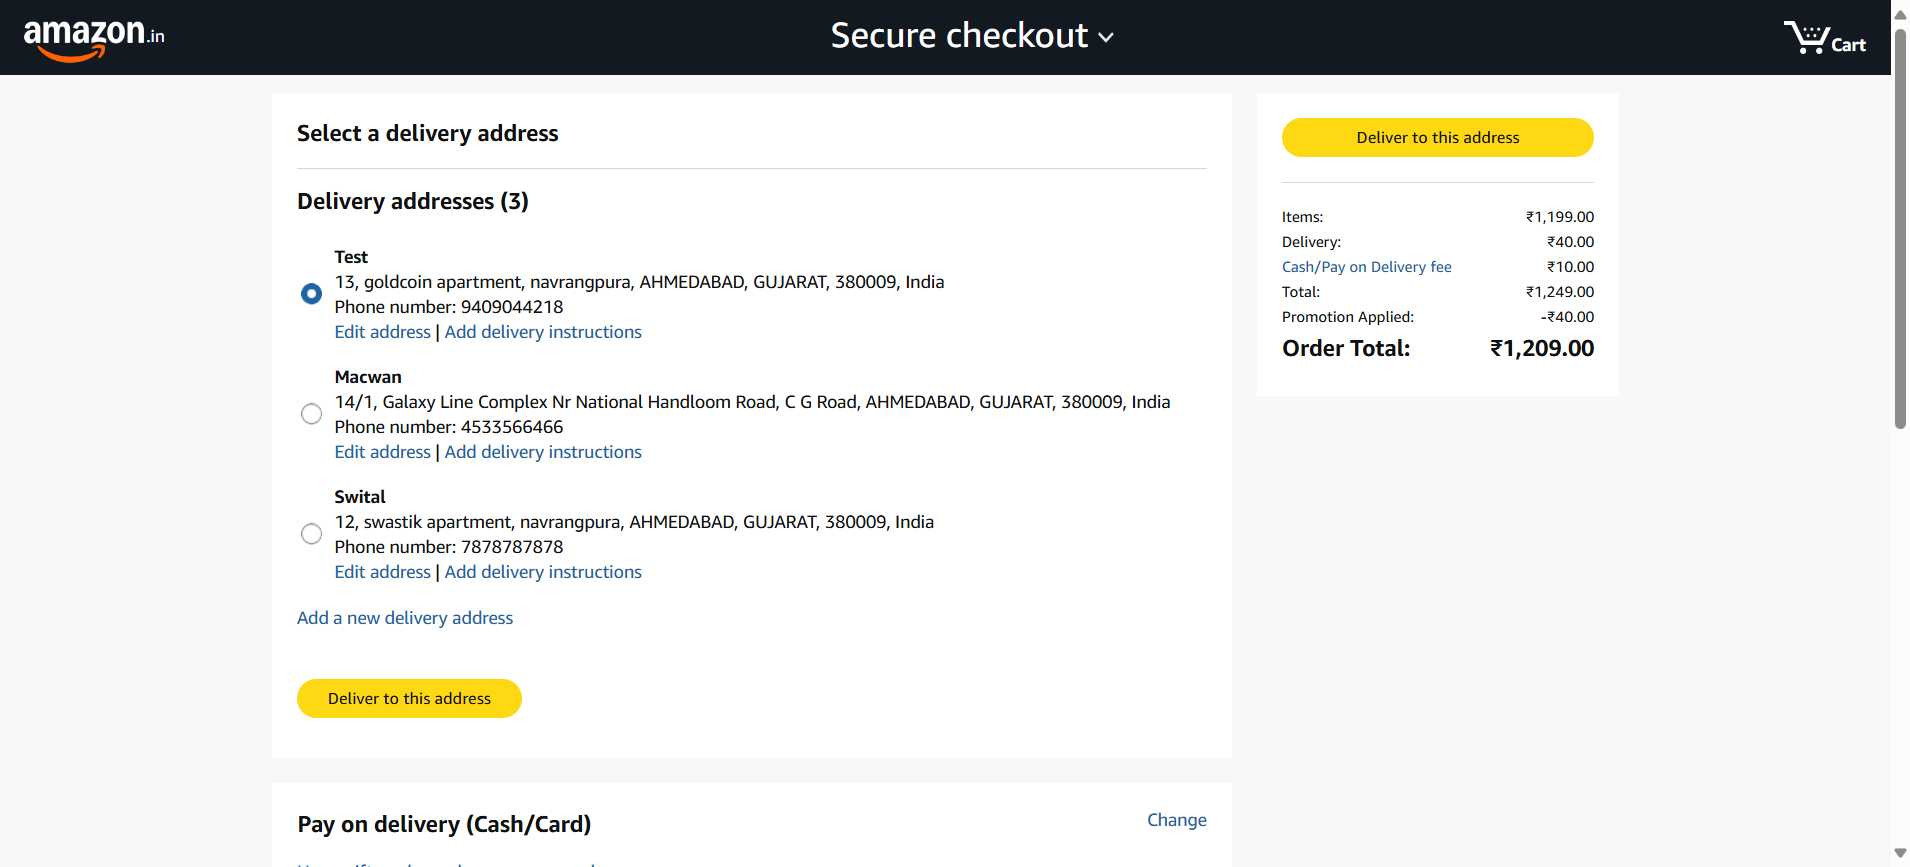 amazon.in
Secure checkout
Cart
Select a delivery address
Delivery addresses (3)
Test
13, goldcoin apartment, navrangpura, AHMEDABAD, GUJARAT, 380009, India
Phone number: 9409044218
Edit address | Add delivery instructions
Macwan
14/1, Galaxy Line Complex Nr National Handloom Road, C G Road, AHMEDABAD, GUJARAT, 380009, India
Phone number: 4533566466
Edit address | Add delivery instructions
Swital
12, swastik apartment, navrangpura, AHMEDABAD, GUJARAT, 380009, India
Phone number: 7878787878
Edit address | Add delivery instructions
Add a new delivery address
Deliver to this address
Pay on delivery (Cash/Card)
Change
Deliver to this address
Items: ₹1,199.00
Delivery: ₹40.00
Cash/Pay on Delivery fee ₹10.00
Total: ₹1,249.00
Promotion Applied: -₹40.00
Order Total: ₹1,209.00